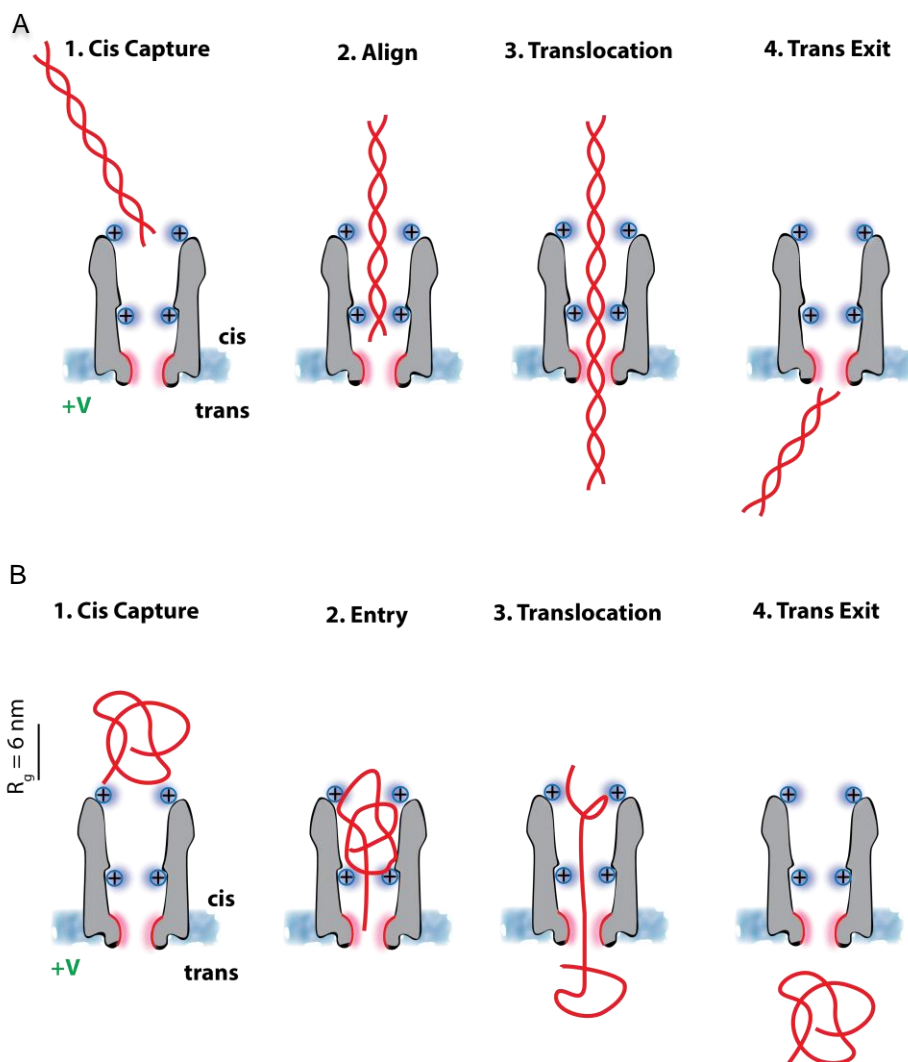 A
1. Cis Capture
2. Align
3. Translocation
4. Trans Exit
+ + + + + + + +
+ + + + + + + +
cis
+V
trans
B
1. Cis Capture
2. Entry
3. Translocation
4. Trans Exit
Rg = 6 nm
+ + + + + + + +
+ + + + + + + +
cis
+V
trans